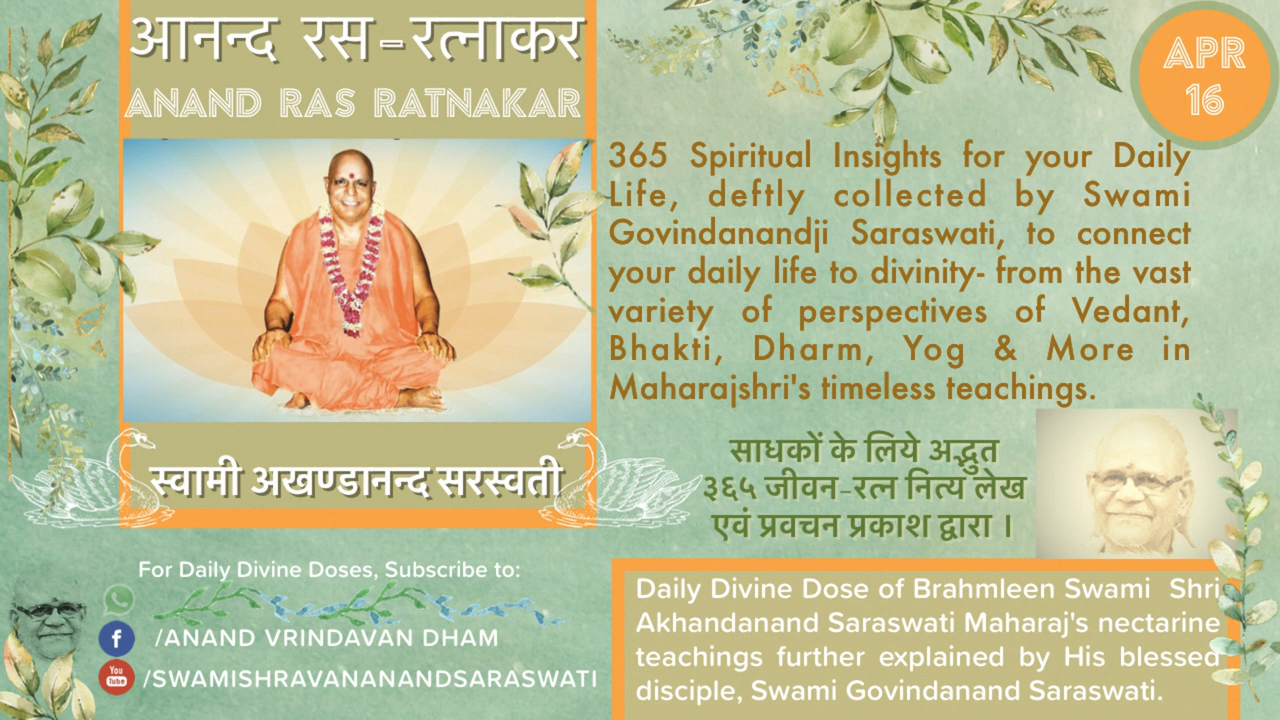 आनन्द रस-रत्नाकर
ANAND RAS RATNAKAR
स्वामी अखण्डानन्द सरस्वती
For Daily Divine Doses, Subscribe to:
f /ANAND VRINDAVAN DHAM
You Tube /SWAMISHRAVANANANDSARASWATI
APR
16
365 Spiritual Insights for your Daily
Life, deftly collected by Swami
Govindanandji Saraswati, to connect
your daily life to divinity- from the vast
variety of perspectives of Vedant,
Bhakti, Dharm, Yog & More in
Maharajshri's timeless teachings.
साधकों के लिये अद्भुत
३६५ जीवन-रत्न नित्य लेख
एवं प्रवचन प्रकाश द्वारा ।
Daily Divine Dose of Brahmleen Swami Shri
Akhandanand Saraswati Maharaj's nectarine
teachings further explained by His blessed
disciple, Swami Govindanand Saraswati.